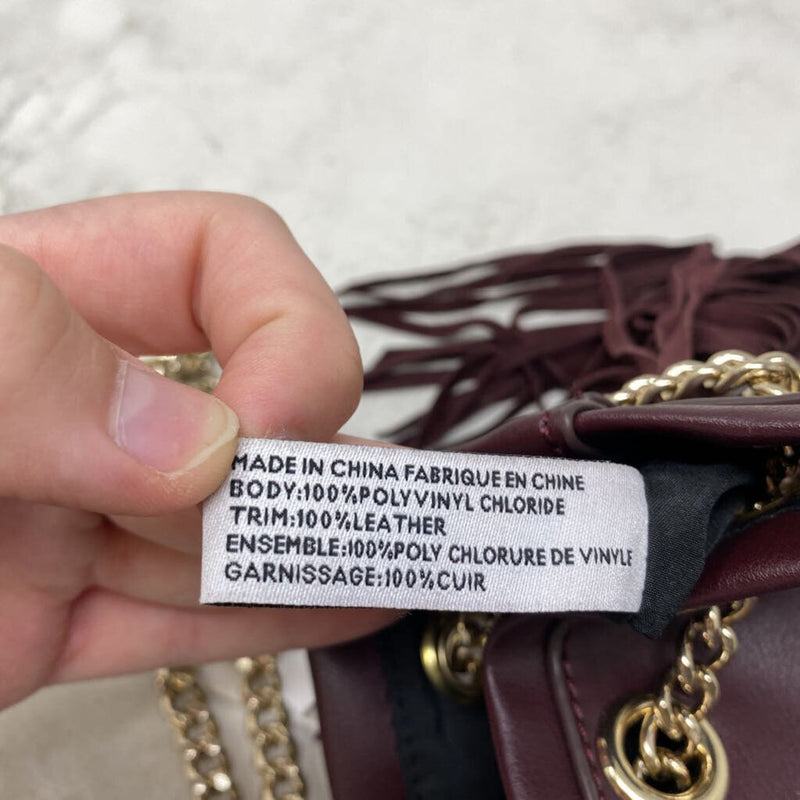 MADE IN CHINA FABRIQUE EN CHINE
BODY:100%POLYVINYL CHLORIDE
TRIM:100%LEATHER
ENSEMBLE:100%POLY CHLORURE DE VINYLE
GARNISSAGE:100%CUIR